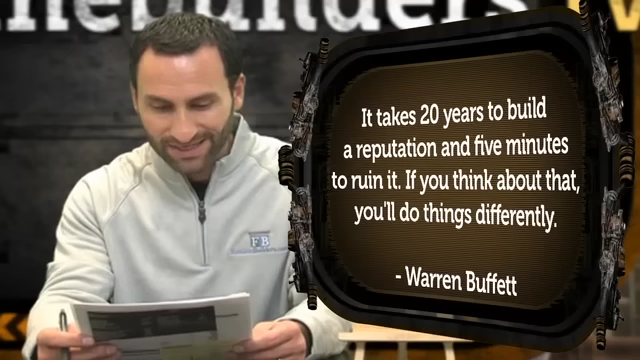 nebuilders
FB
It takes 20 years to build
a reputation and five minutes
to ruin it. If you think about that,
you'll do things differently.
- Warren Buffett